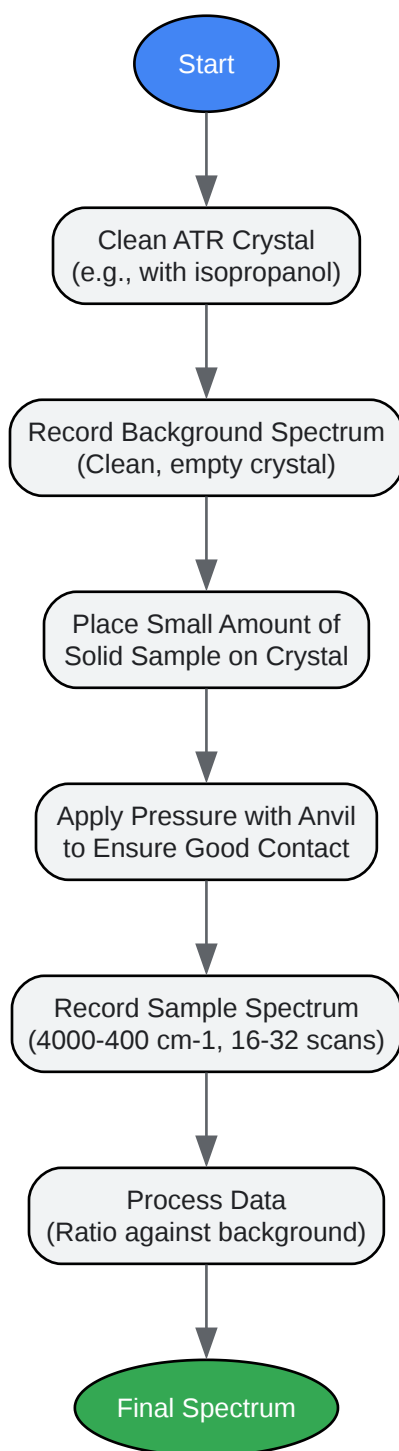 Start
Clean ATR Crystal
(e.g., with isopropanol)
Record Background Spectrum
(Clean, empty crystal)
Place Small Amount of
Solid Sample on Crystal
Apply Pressure with Anvil
to Ensure Good Contact
Record Sample Spectrum
(4000-400 cm-1, 16-32 scans)
Process Data
(Ratio against background)
Final Spectrum